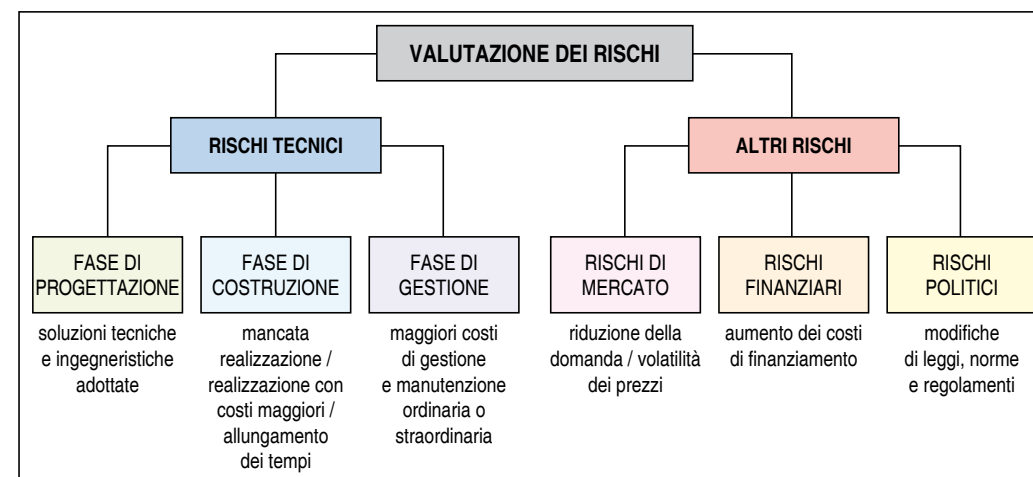 VALUTAZIONE DEI RISCHI
RISCHI TECNICI
ALTRI RISCHI
FASE DI
PROGETTAZIONE
soluzioni tecniche
e ingegneristiche
adottate
FASE DI
COSTRUZIONE
mancata
realizzazione /
realizzazione con
costi maggiori /
allungamento
dei tempi
FASE DI
GESTIONE
maggiori costi
di gestione
e manutenzione
ordinaria o
straordinaria
RISCHI DI
MERCATO
riduzione della
domanda / volatilità
dei prezzi
RISCHI
FINANZIARI
aumento dei costi
di finanziamento
RISCHI
POLITICI
modifiche
di leggi, norme
e regolamenti